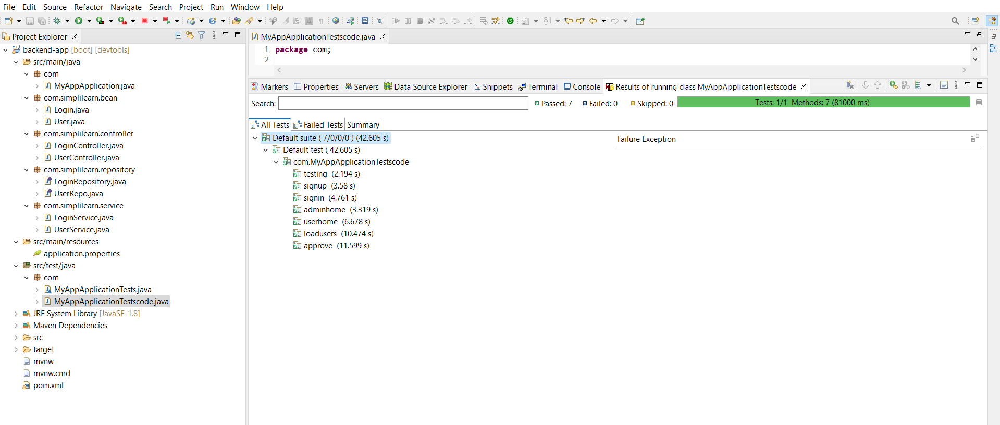 File Edit Source Refactor Navigate Search Project Run Window Help
Project Explorer
backend-app [boot] [devtools]
src/main/java
com
MyAppApplication.java
com.simplilearn.bean
Login.java
User.java
com.simplilearn.controller
LoginController.java
UserController.java
com.simplilearn.repository
LoginRepository.java
UserRepo.java
com.simplilearn.service
LoginService.java
UserService.java
src/main/resources
application.properties
src/test/java
com
MyAppApplicationTests.java
MyAppApplicationTestscode.java
JRE System Library [JavaSE-1.8]
Maven Dependencies
src
target
mvnw
mvnw.cmd
pom.xml
MyAppApplicationTestscode.java
1 package com;
2
Markers Properties Servers Data Source Explorer Snippets Terminal Console Results of running class MyAppApplicationTestscode
Search: Passed: 7 Failed: 0 Skipped: 0 Tests: 1/1 Methods: 7 (81000 ms)
All Tests Failed Tests Summary
Default suite ( 7/0/0/0 ) (42.605 s)
Default test ( 42.605 s)
com.MyAppApplicationTestscode
testing (2.194 s)
signup (3.58 s)
signin (4.761 s)
adminhome (3.319 s)
userhome (6.678 s)
loadusers (10.474 s)
approve (11.599 s)
Failure Exception